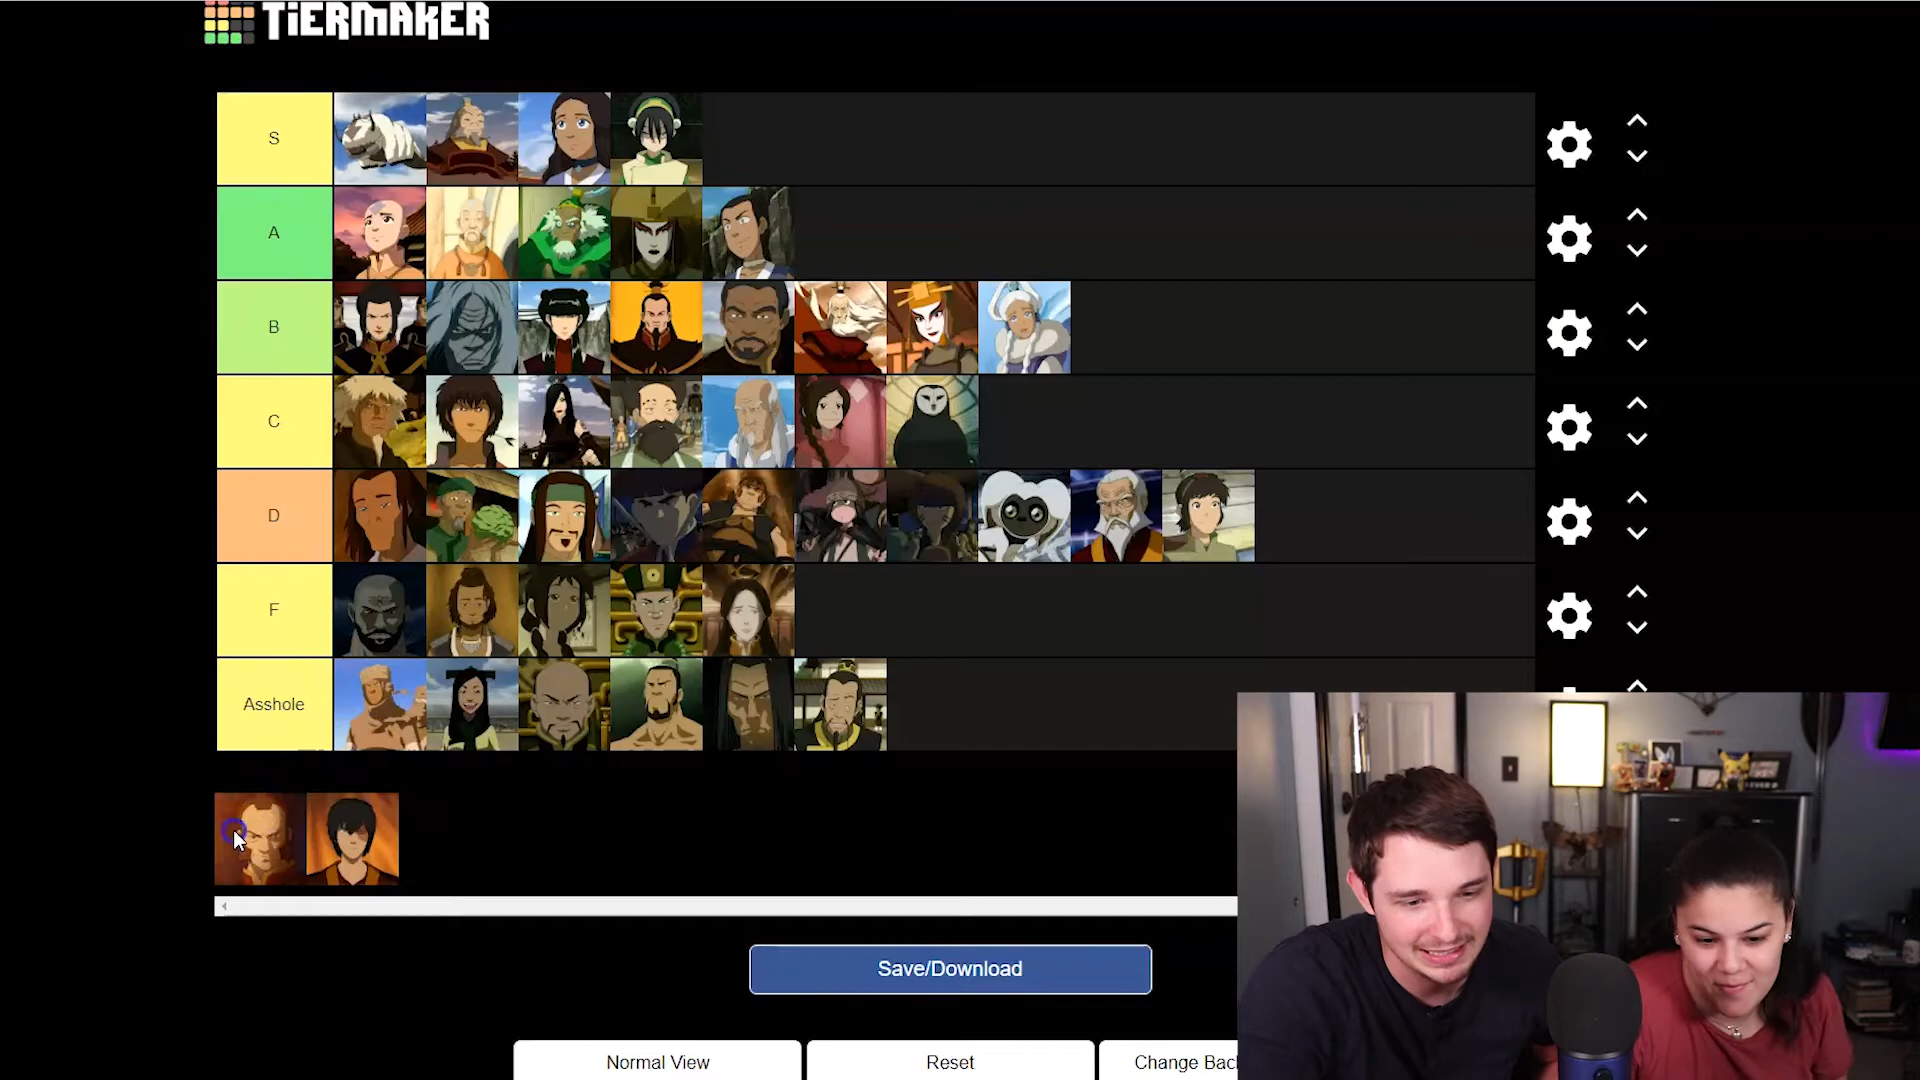 TiERMAKER
S
A
B
C
D
F
Asshole
Save/Download
Normal View
Reset
Change Bac